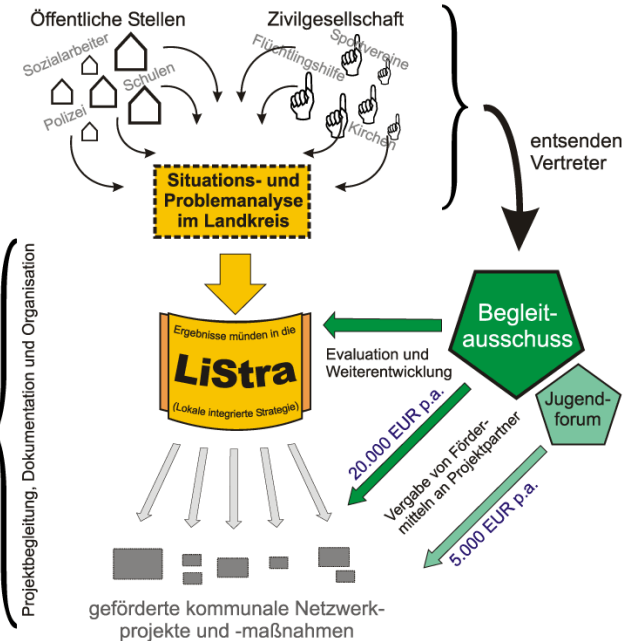 Öffentliche Stellen
Zivilgesellschaft
Sozialarbeiter
Schulen
Polizei
Flüchtlingshilfe
Sportvereine
Kirchen
entsenden
Vertreter
Situations- und
Problemanalyse
im Landkreis
Projektbegleitung, Dokumentation und Organisation
Ergebnisse münden in die
LiStra
(Lokale integrierte Strategie)
Begleit-
ausschuss
Evaluation und
Weiterentwicklung
Jugend-
forum
20.000 EUR p.a.
Vergabe von Förder-
mitteln an Projektpartner
5.000 EUR p.a.
geförderte kommunale Netzwerk-
projekte und -maßnahmen